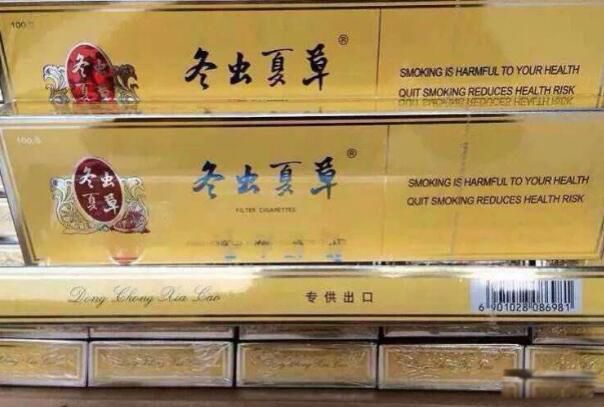 100,S
冬虫
夏草
冬虫夏草®
SMOKING IS HARMFUL TO YOUR HEALTH
QUIT SMOKING REDUCES HEALTH RISK
100,S
冬虫
夏草
冬虫夏草®
FILTER CIGARETTES
SMOKING IS HARMFUL TO YOUR HEALTH
QUIT SMOKING REDUCES HEALTH RISK
Dong Chong Xia Cao
专供出口
6 901028 086981